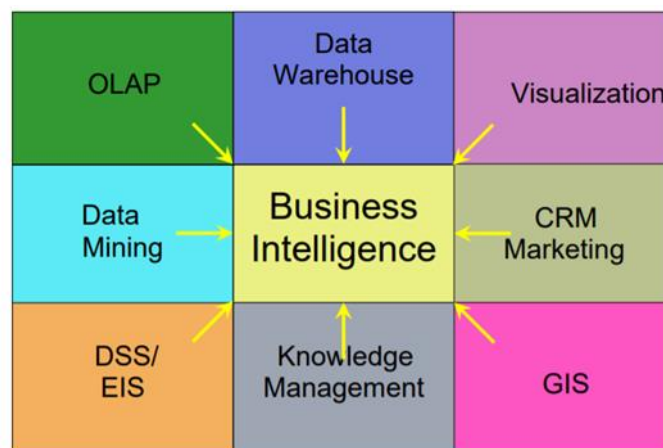 OLAP
Data
Warehouse
Visualization
Data
Mining
Business
Intelligence
CRM
Marketing
DSS/
EIS
Knowledge
Management
GIS